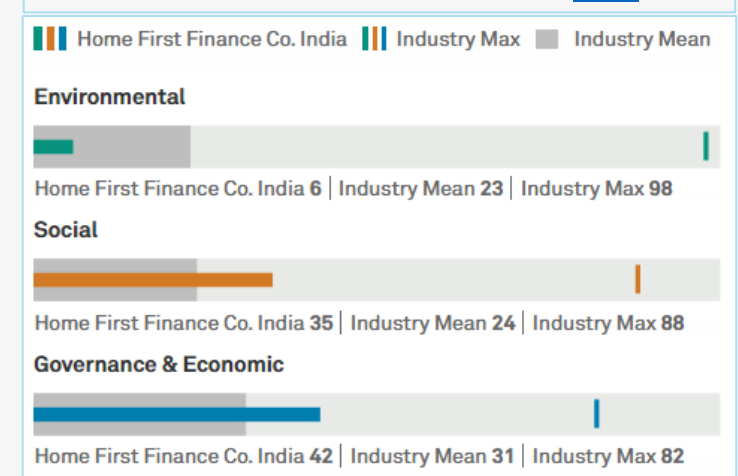 Home First Finance Co. India Industry Max Industry Mean
Environmental
Home First Finance Co. India 6 | Industry Mean 23 | Industry Max 98
Social
Home First Finance Co. India 35 | Industry Mean 24 | Industry Max 88
Governance & Economic
Home First Finance Co. India 42 | Industry Mean 31 | Industry Max 82